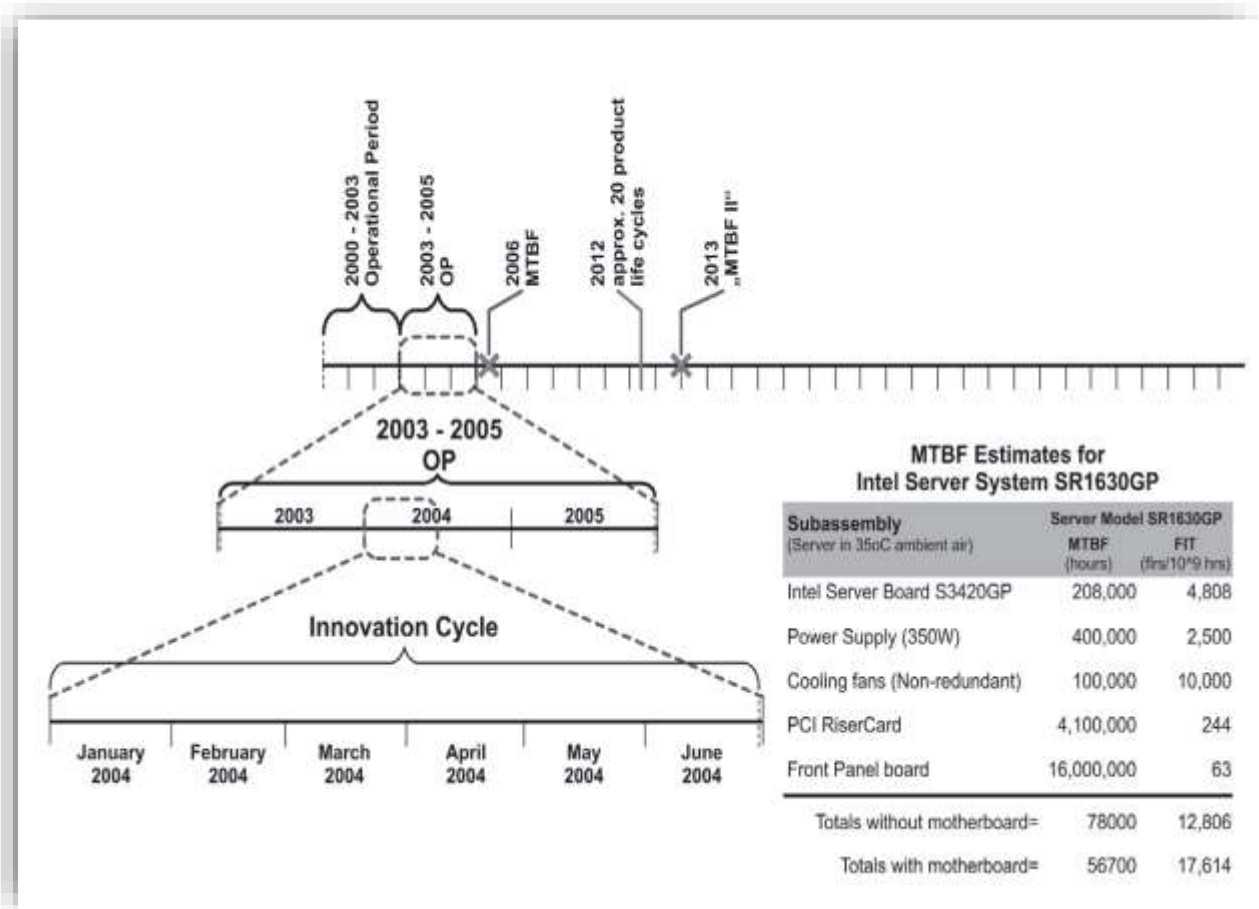 2000 - 2003
Operational Period
2003 - 2005
OP
2006
MTBF
2012
approx. 20 product
life cycles
2013
„MTBF II“
2003 - 2005
OP
2003 2004 2005
Innovation Cycle
January February March April May June
2004 2004 2004 2004 2004 2004
MTBF Estimates for
Intel Server System SR1630GP
Subassembly Server Model SR1630GP
(Server in 35oC ambient air) MTBF FIT
(hours) (flrs/10^9 hrs)
Intel Server Board S3420GP 208,000 4,808
Power Supply (350W) 400,000 2,500
Cooling fans (Non-redundant) 100,000 10,000
PCI RiserCard 4,100,000 244
Front Panel board 16,000,000 63
Totals without motherboard= 78000 12,806
Totals with motherboard= 56700 17,614